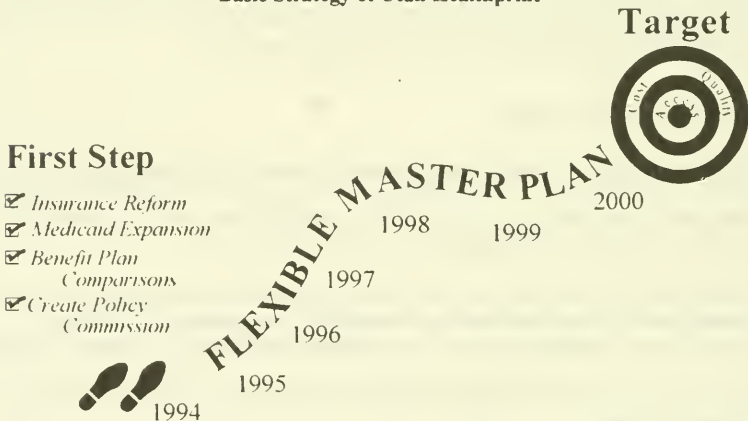 Basic Strategy of Utah HealthPrint
Target
Cost
Quality
Access
First Step
Insurance Reform
Medicaid Expansion
Benefit Plan
Comparisons
Create Policy
Commission
FLEXIBLE MASTER PLAN
1994
1995
1996
1997
1998
1999
2000